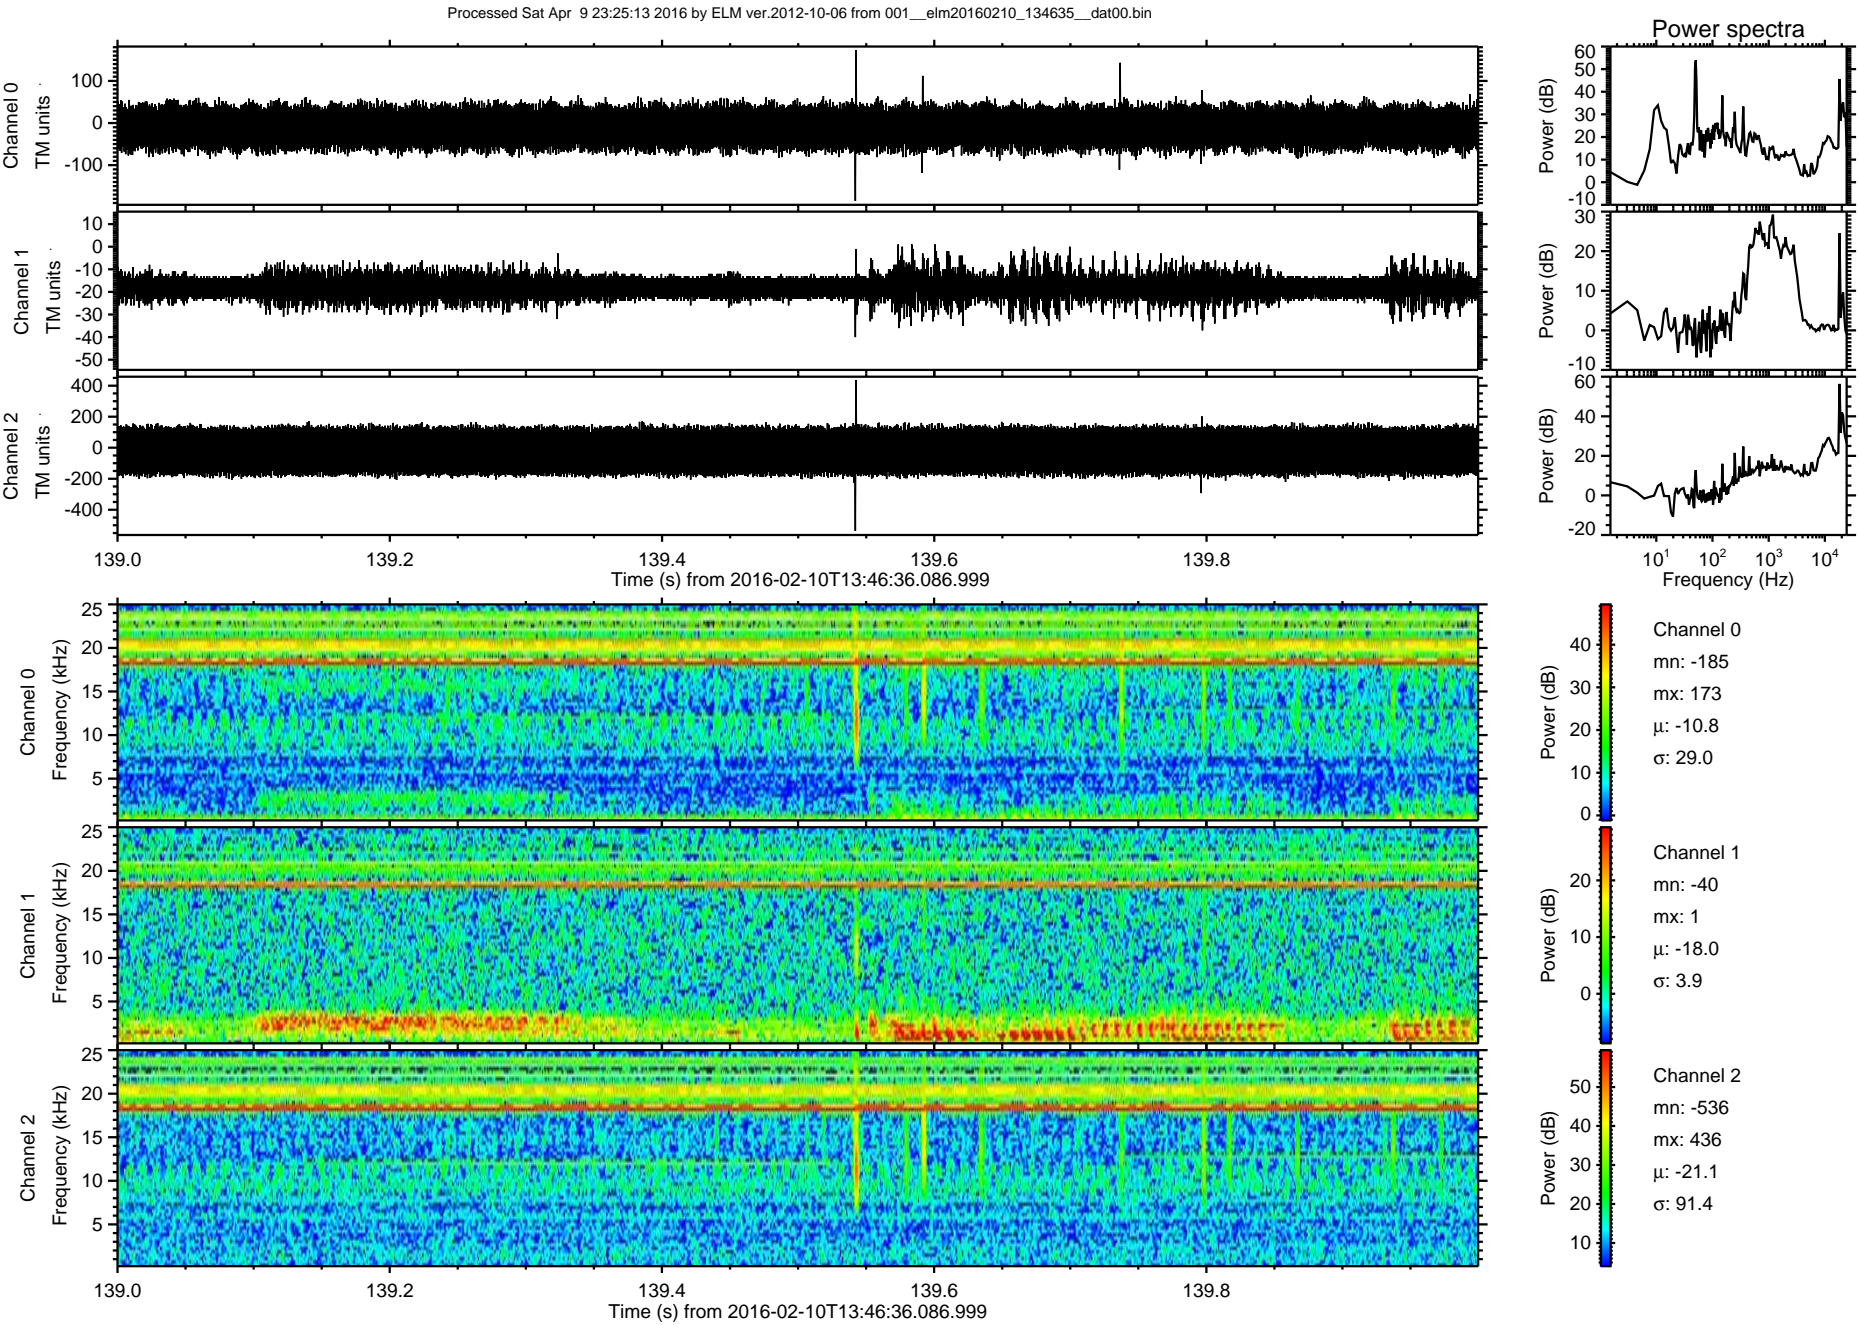 Processed Sat Apr  9 23:25:13 2016 by ELM ver.2012-10-06 from 001__elm20160210_134635__dat00.bin
Power spectra
Channel 0
TM units
100
0
-100
Power (dB)
60
50
40
30
20
10
0
-10
Channel 1
TM units
10
0
-10
-20
-30
-40
-50
Power (dB)
30
20
10
0
-10
Channel 2
TM units
400
200
0
-200
-400
Power (dB)
60
40
20
0
-20
139.0 139.2 139.4 139.6 139.8
Time (s) from 2016-02-10T13:46:36.086.999
10¹ 10² 10³ 10⁴
Frequency (Hz)
Channel 0
Frequency (kHz)
25
20
15
10
5
Power (dB)
40
30
20
10
0
Channel 0
mn: -185
mx: 173
μ: -10.8
σ: 29.0
Channel 1
Frequency (kHz)
25
20
15
10
5
Power (dB)
20
10
0
Channel 1
mn: -40
mx: 1
μ: -18.0
σ: 3.9
Channel 2
Frequency (kHz)
25
20
15
10
5
Power (dB)
50
40
30
20
10
Channel 2
mn: -536
mx: 436
μ: -21.1
σ: 91.4
139.0 139.2 139.4 139.6 139.8
Time (s) from 2016-02-10T13:46:36.086.999